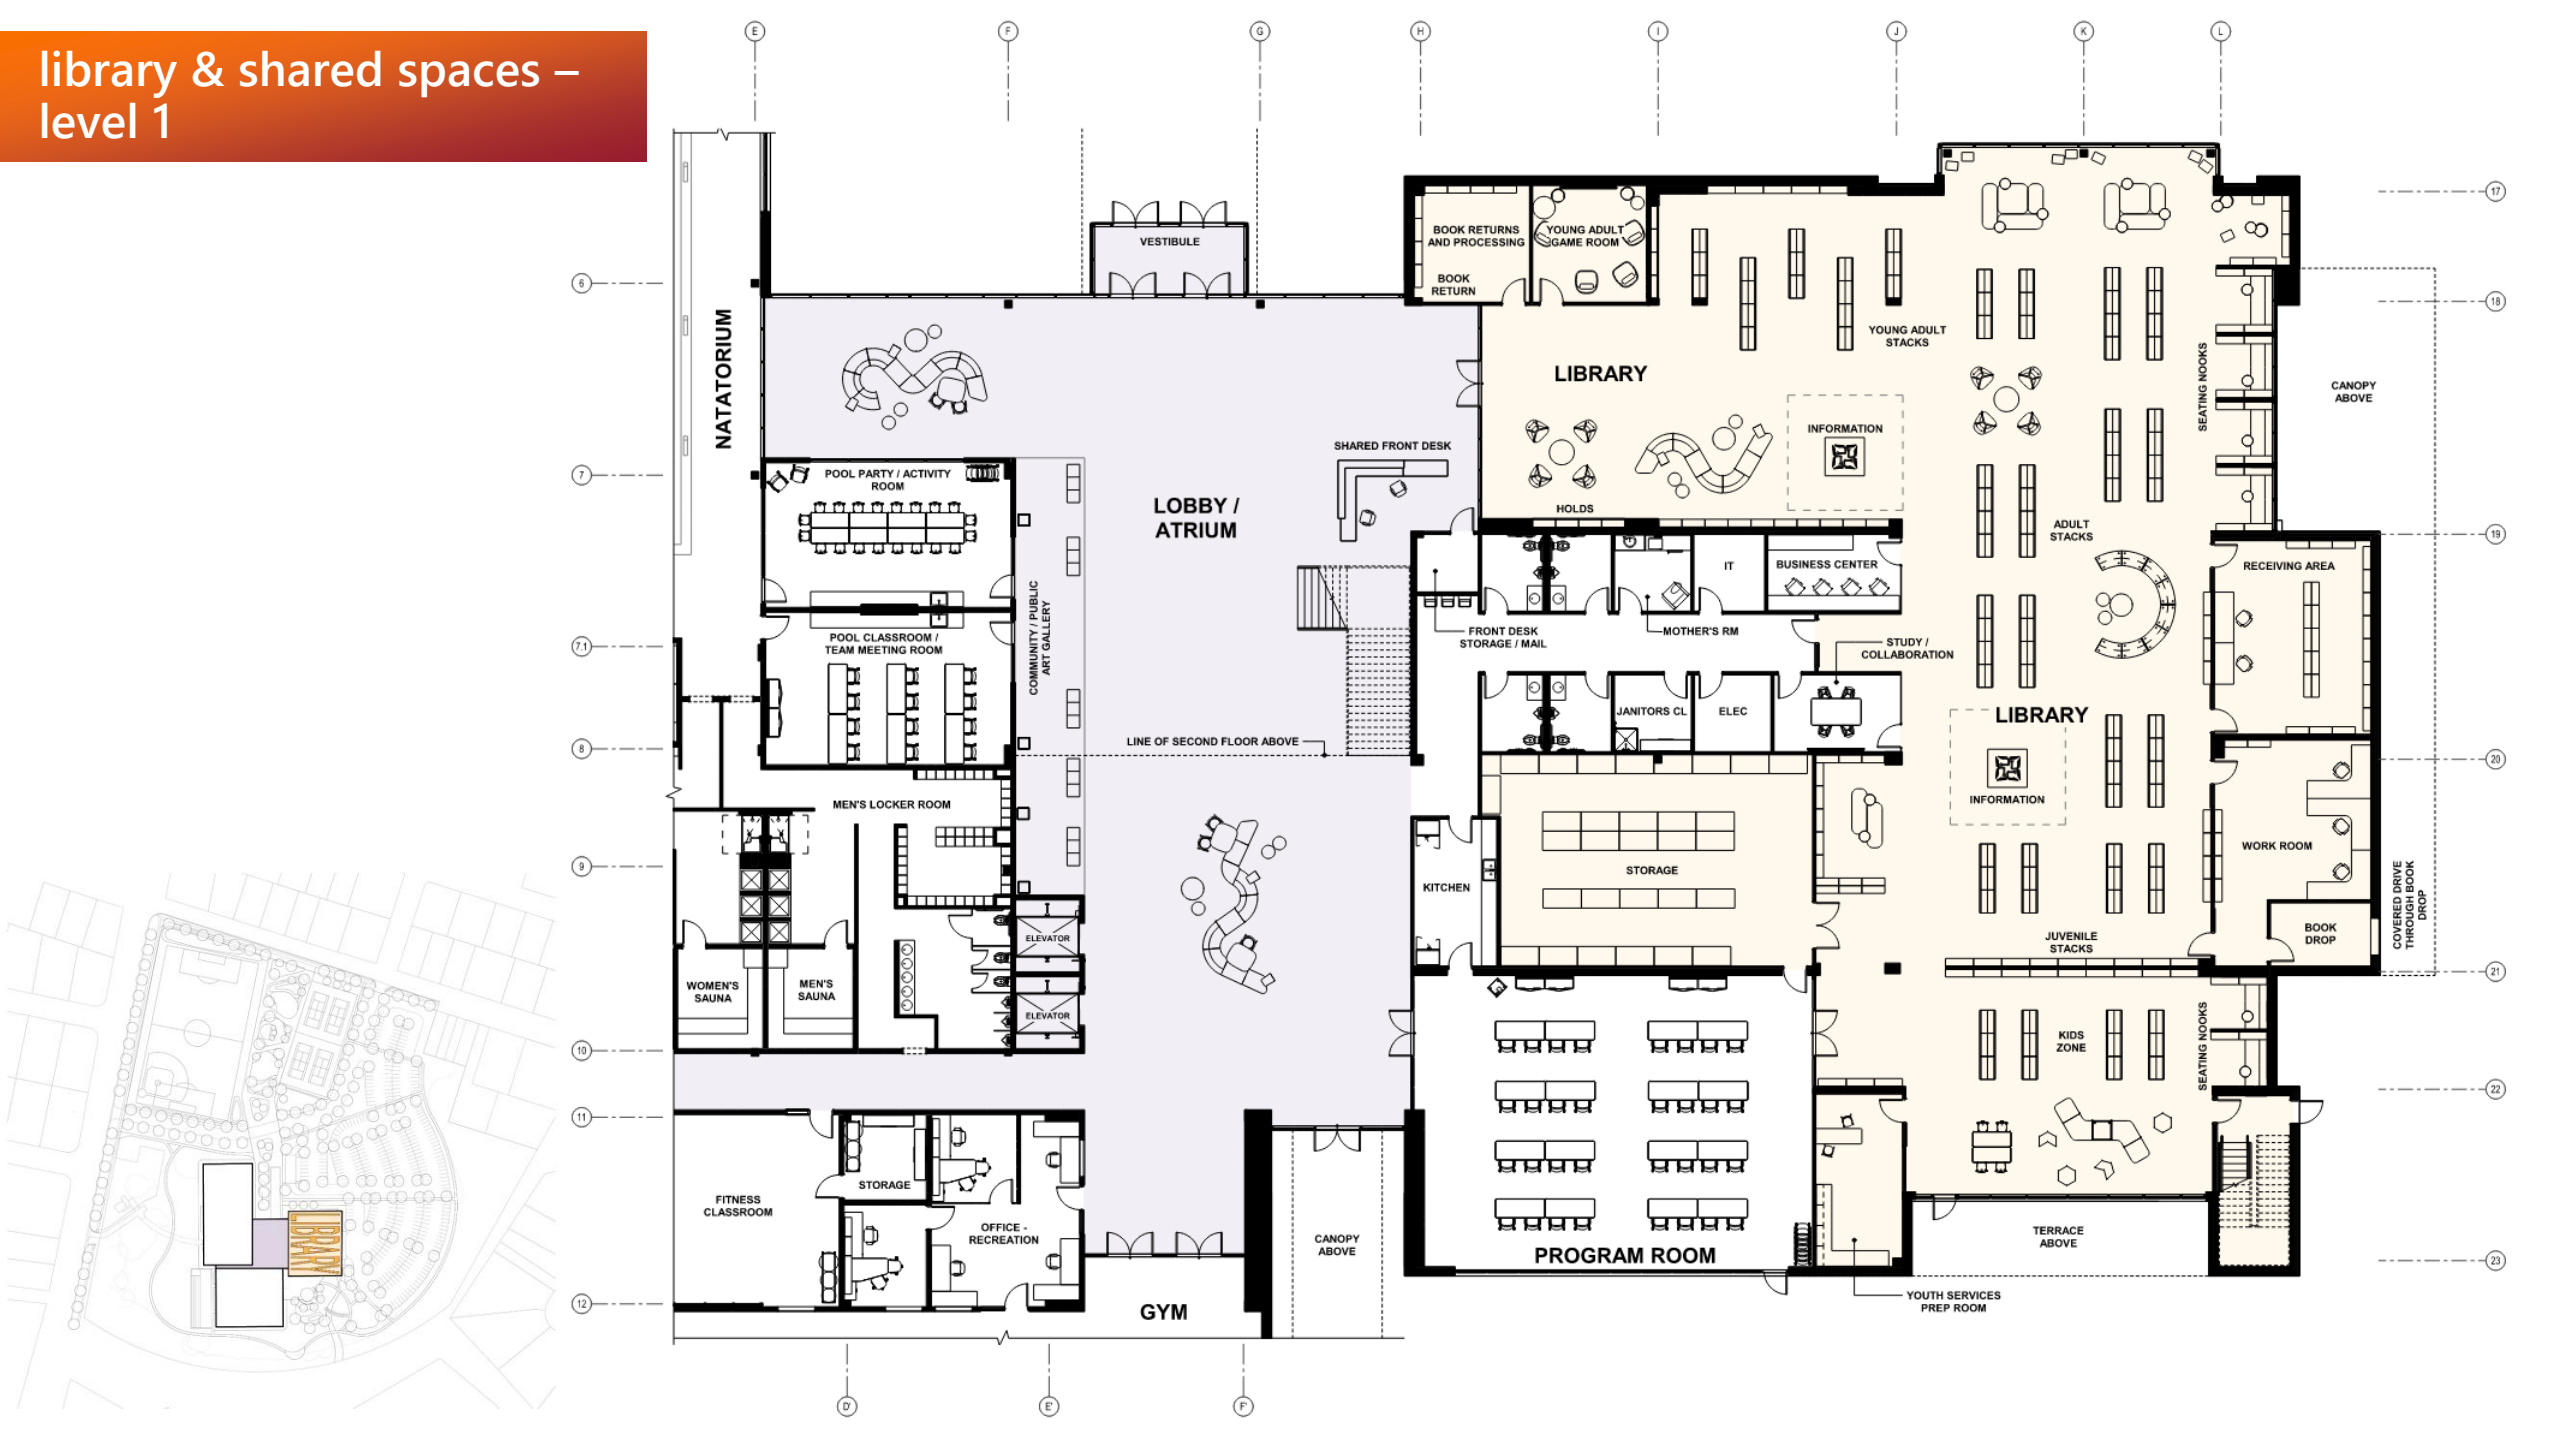 library & shared spaces –
level 1
E
F
G
H
I
J
K
L
17
18
19
20
21
22
23
6
7
7.1
8
9
10
11
12
D'
E'
F'
VESTIBULE
NATATORIUM
POOL PARTY / ACTIVITY
ROOM
POOL CLASSROOM /
TEAM MEETING ROOM
COMMUNITY / PUBLIC
ART GALLERY
LOBBY /
ATRIUM
SHARED FRONT DESK
LINE OF SECOND FLOOR ABOVE
MEN'S LOCKER ROOM
WOMEN'S
SAUNA
MEN'S
SAUNA
ELEVATOR
ELEVATOR
FITNESS
CLASSROOM
STORAGE
OFFICE -
RECREATION
GYM
CANOPY
ABOVE
BOOK RETURNS
AND PROCESSING
BOOK
RETURN
YOUNG ADULT
GAME ROOM
YOUNG ADULT
STACKS
LIBRARY
INFORMATION
HOLDS
SEATING NOOKS
CANOPY
ABOVE
ADULT
STACKS
IT
BUSINESS CENTER
RECEIVING AREA
FRONT DESK
STORAGE / MAIL
MOTHER'S RM
STUDY /
COLLABORATION
JANITORS CL
ELEC
LIBRARY
INFORMATION
STORAGE
KITCHEN
WORK ROOM
BOOK
DROP
COVERED DRIVE
THROUGH BOOK
DROP
JUVENILE
STACKS
KIDS
ZONE
SEATING NOOKS
PROGRAM ROOM
TERRACE
ABOVE
YOUTH SERVICES
PREP ROOM
LIBRARY